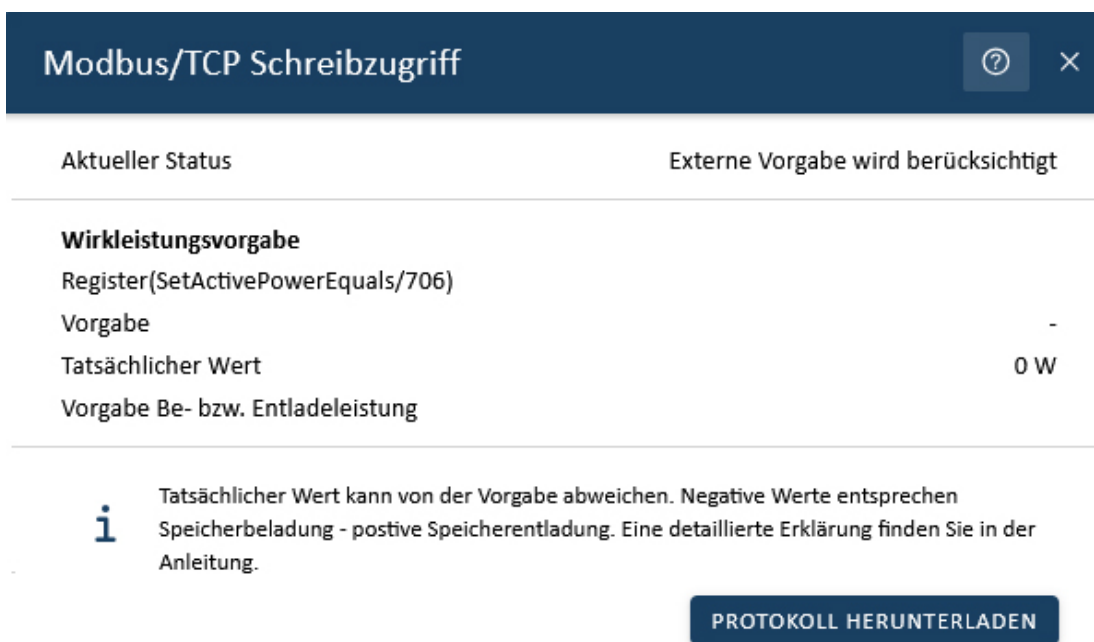 Modbus/TCP Schreibzugriff
Aktueller Status Externe Vorgabe wird berücksichtigt
Wirkleistungsvorgabe
Register(SetActivePowerEquals/706)
Vorgabe -
Tatsächlicher Wert 0 W
Vorgabe Be- bzw. Entladeleistung
Tatsächlicher Wert kann von der Vorgabe abweichen. Negative Werte entsprechen
Speicherbeladung - postive Speicherentladung. Eine detaillierte Erklärung finden Sie in der
Anleitung.
PROTOKOLL HERUNTERLADEN